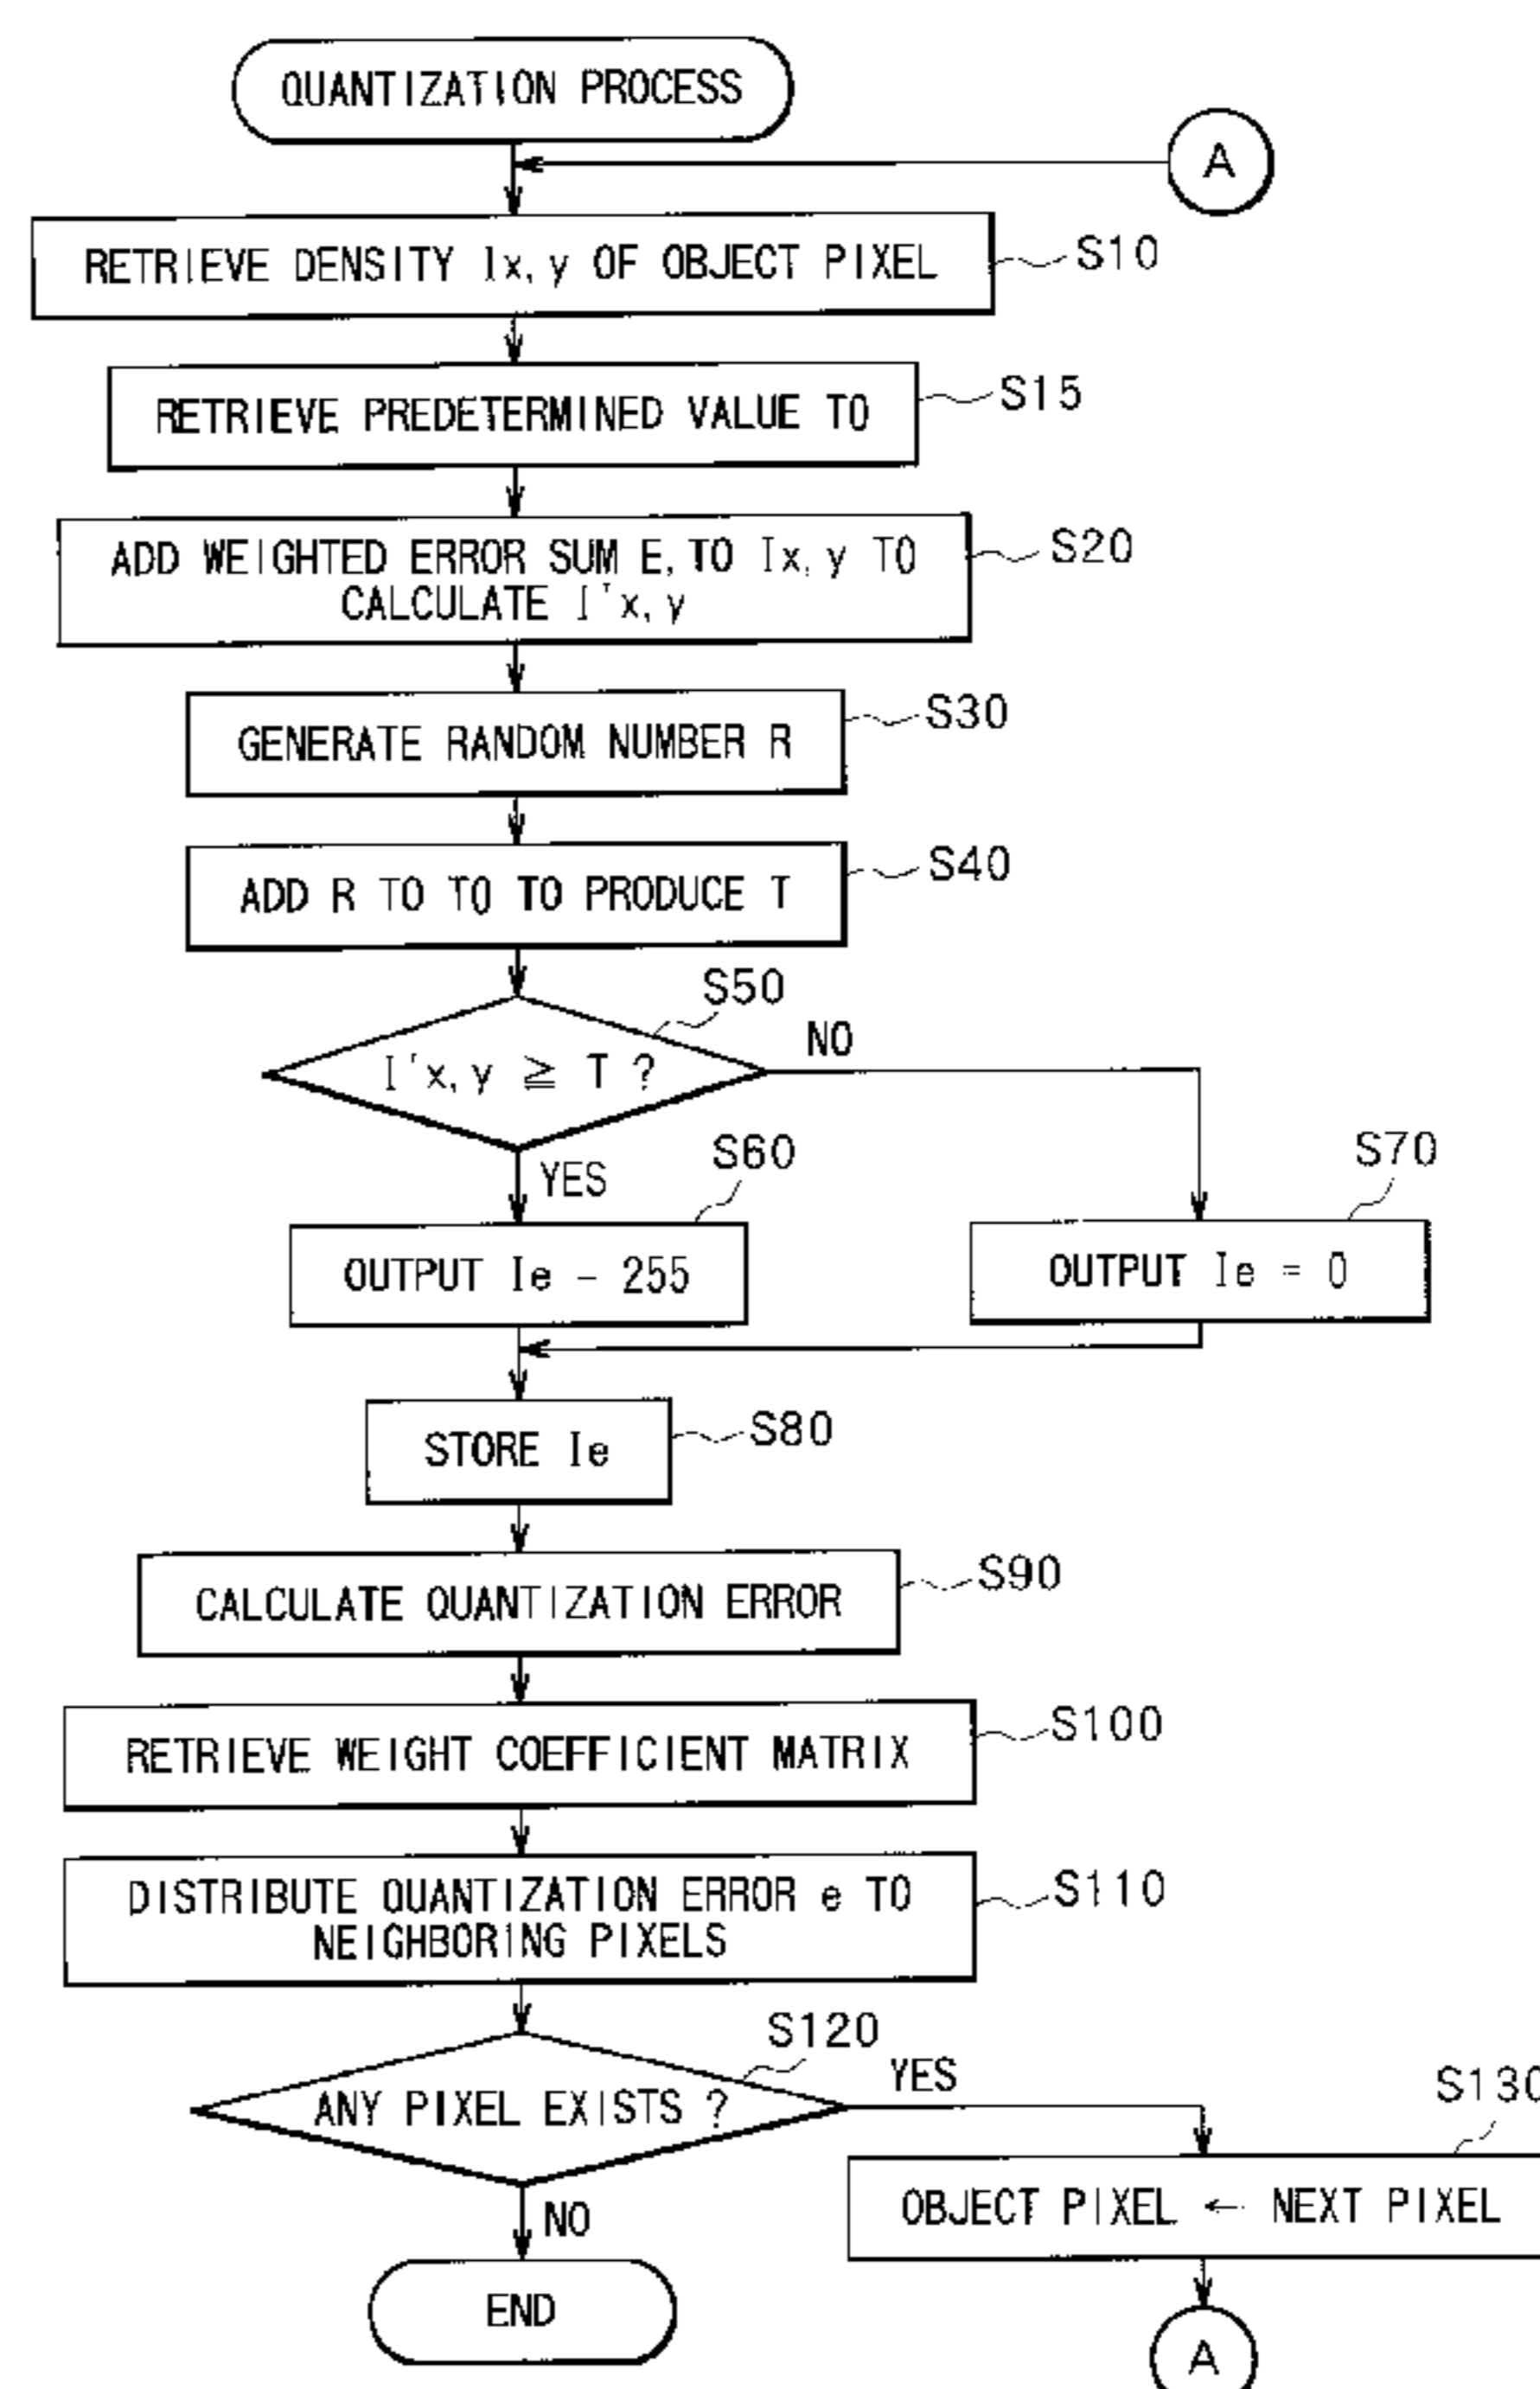 QUANTIZATION PROCESS
A
RETRIEVE DENSITY Ix, y OF OBJECT PIXEL
S10
RETRIEVE PREDETERMINED VALUE T0
S15
ADD WEIGHTED ERROR SUM E, TO Ix, y TO
CALCULATE I'x, y
S20
GENERATE RANDOM NUMBER R
S30
ADD R TO T0 TO PRODUCE T
S40
S50
I'x, y ≧ T ?
NO
YES
S60
S70
OUTPUT Ie - 255
OUTPUT Ie = 0
STORE Ie
S80
CALCULATE QUANTIZATION ERROR
S90
RETRIEVE WEIGHT COEFFICIENT MATRIX
S100
DISTRIBUTE QUANTIZATION ERROR e TO
NEIGHBORING PIXELS
S110
S120
ANY PIXEL EXISTS ?
YES
S130
OBJECT PIXEL ← NEXT PIXEL
NO
END
A